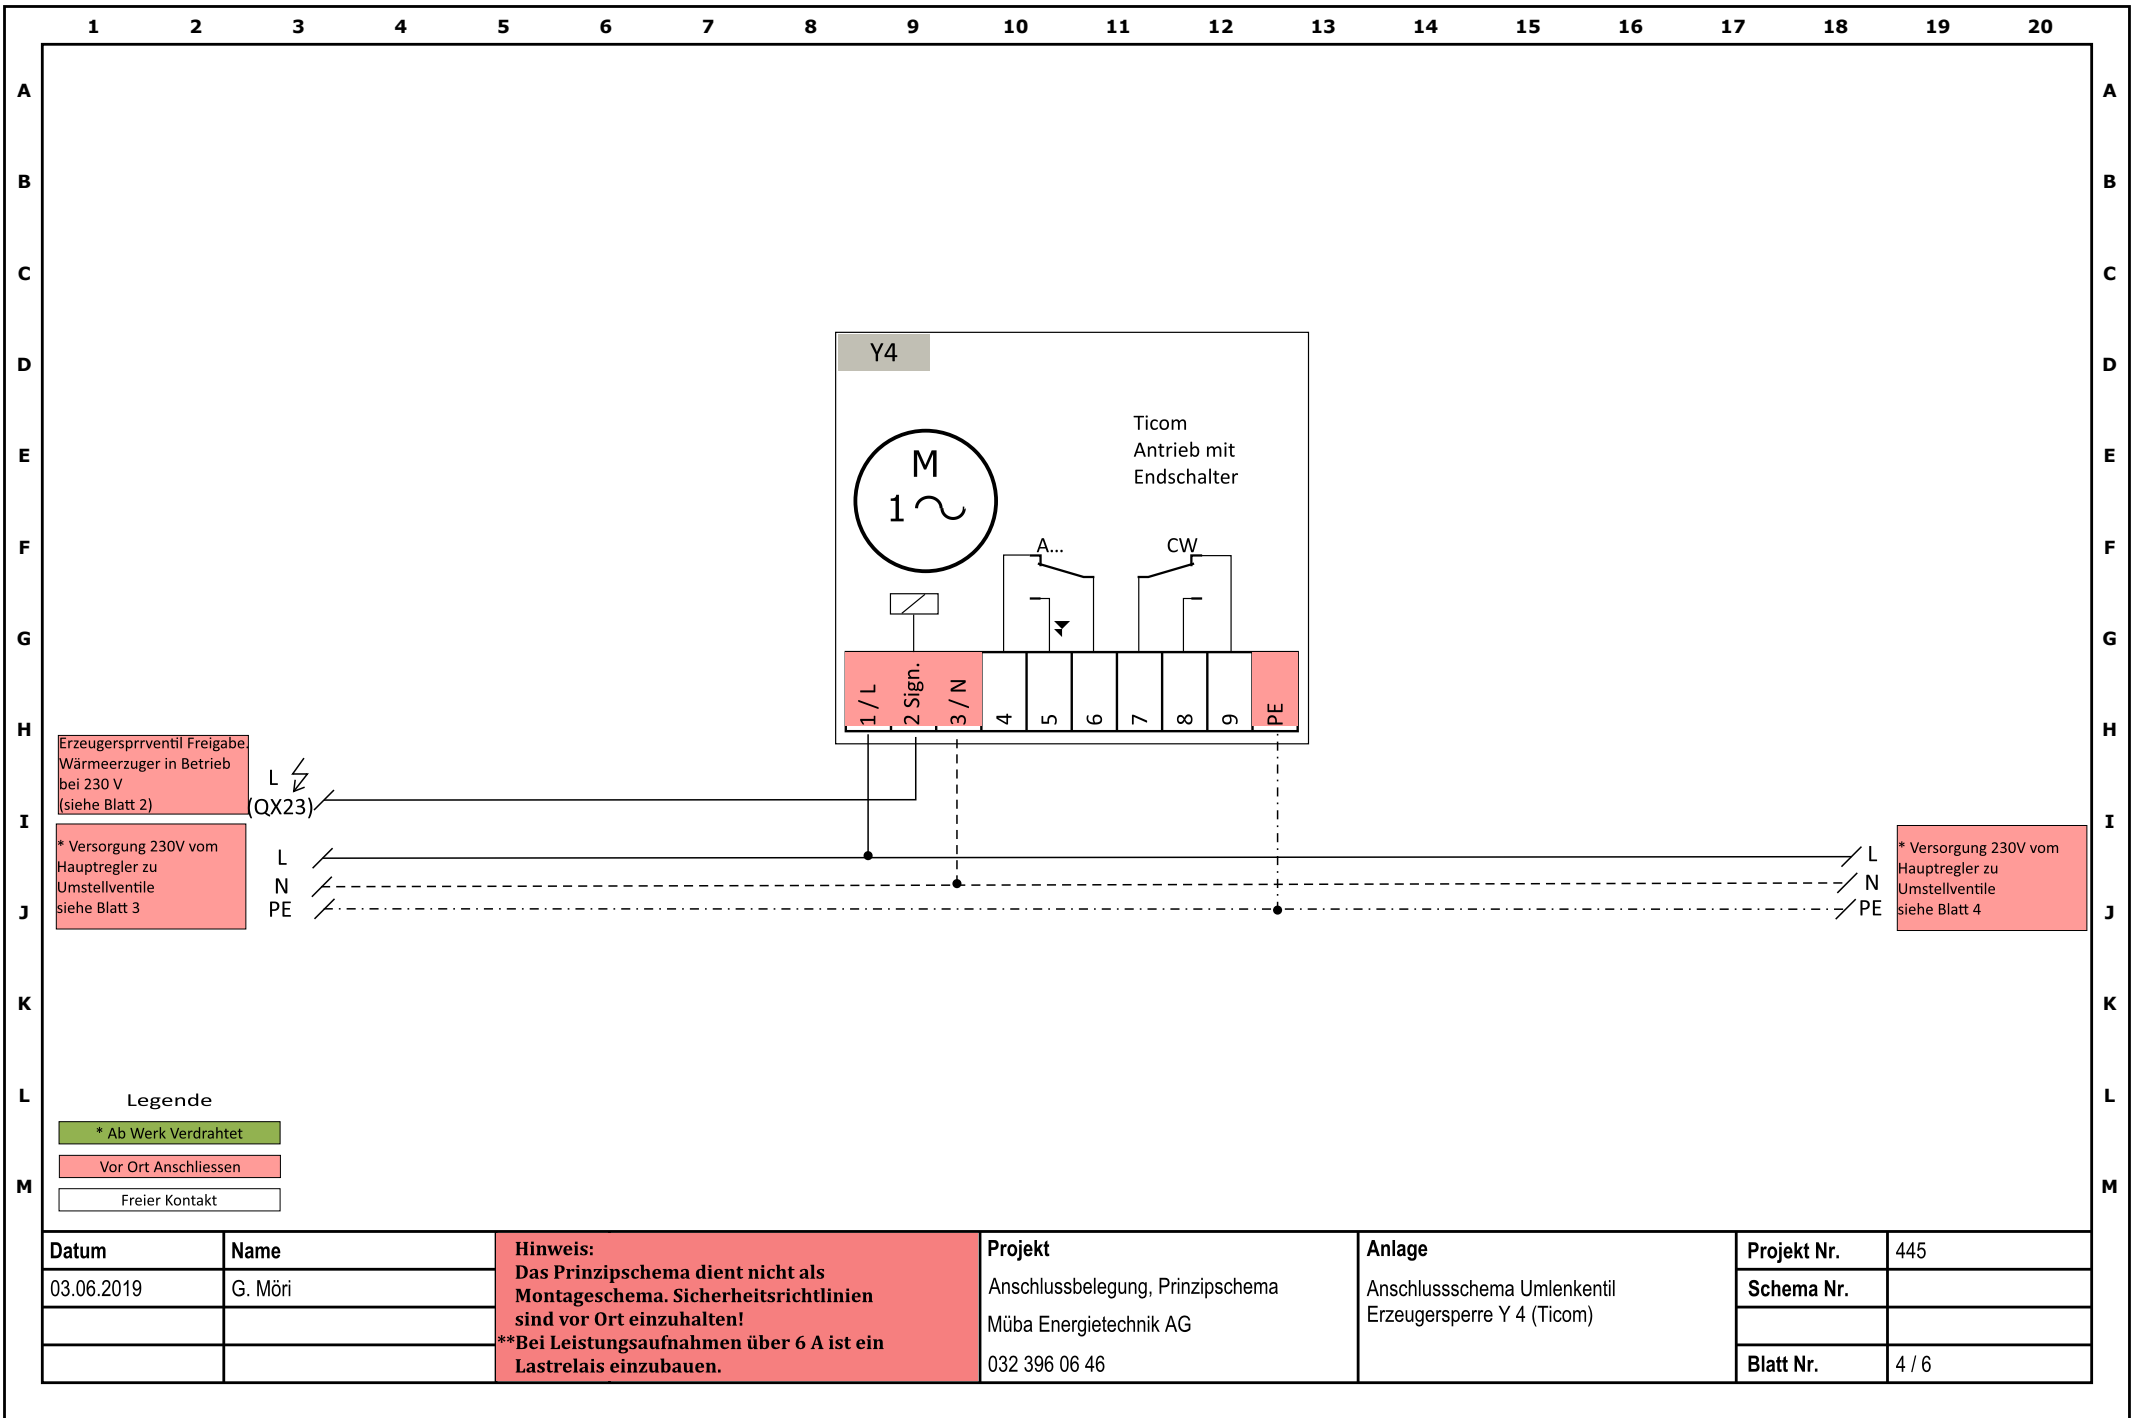 1 2 3 4 5 6 7 8 9 10 11 12 13 14 15 16 17 18 19 20
A A
B B
C C
D D
E E
F F
G G
H H
I I
J J
K K
L L
M M
Y4
Ticom
Antrieb mit
Endschalter
M
1
A... CW
1 / L
2 Sign.
3 / N
4
5
6
7
8
9
PE
Erzeugersprrventil Freigabe.
Wärmeerzuger in Betrieb
bei 230 V
(siehe Blatt 2)
L
(QX23)
* Versorgung 230V vom
Hauptregler zu
Umstellventile
siehe Blatt 3
L
N
PE
L
N
PE
* Versorgung 230V vom
Hauptregler zu
Umstellventile
siehe Blatt 4
Legende
* Ab Werk Verdrahtet
Vor Ort Anschliessen
Freier Kontakt
Datum Name
03.06.2019 G. Möri
Hinweis:
Das Prinzipschema dient nicht als
Montageschema. Sicherheitsrichtlinien
sind vor Ort einzuhalten!
**Bei Leistungsaufnahmen über 6 A ist ein
Lastrelais einzubauen.
Projekt
Anschlussbelegung, Prinzipschema
Müba Energietechnik AG
032 396 06 46
Anlage
Anschlussschema Umlenkentil
Erzeugersperre Y 4 (Ticom)
Projekt Nr. 445
Schema Nr.
Blatt Nr. 4 / 6